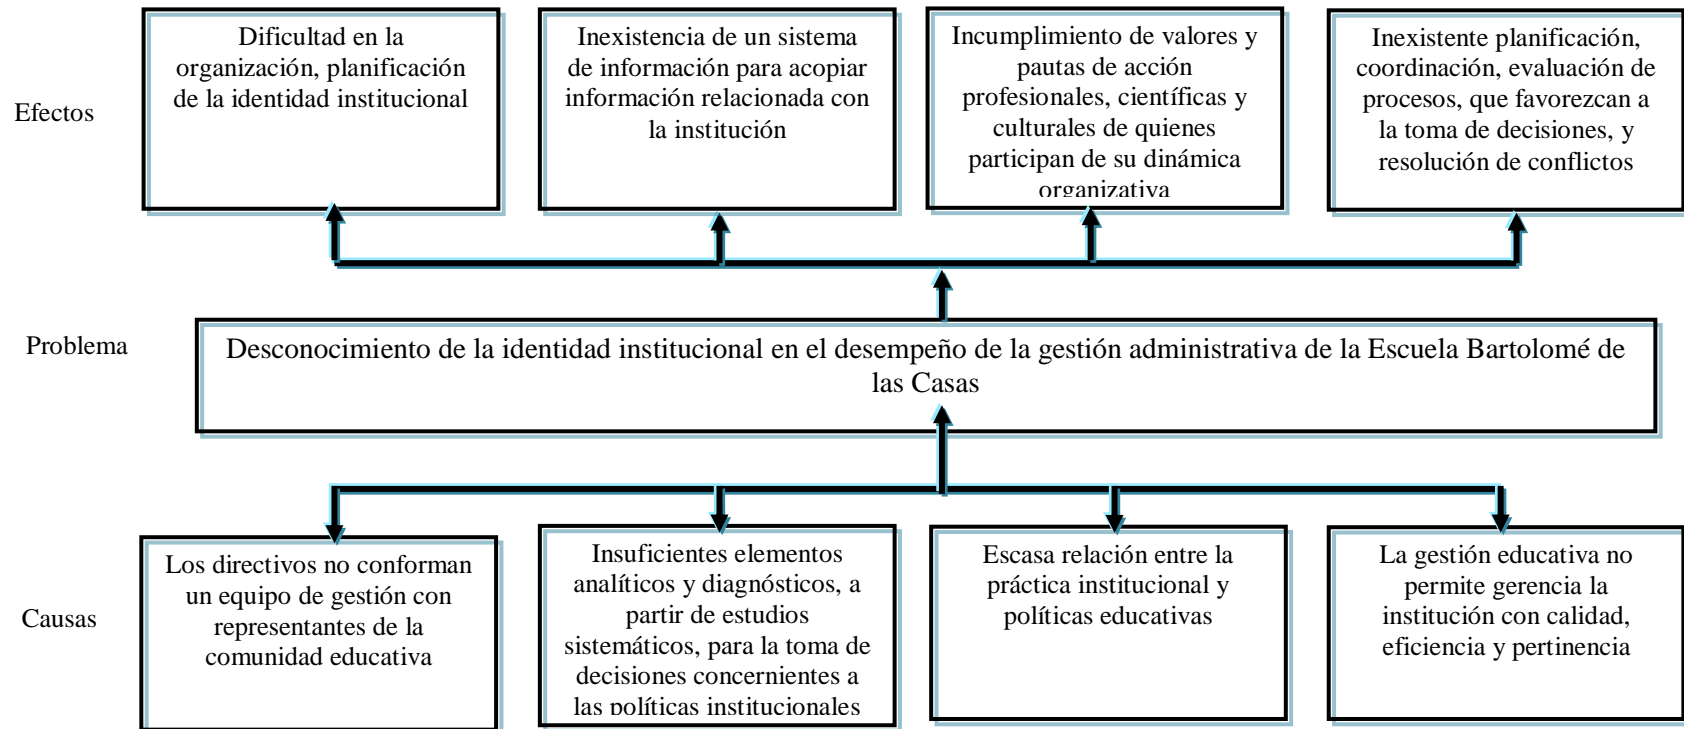 Efectos
Dificultad en la
organización, planificación
de la identidad institucional
Inexistencia de un sistema
de información para acopiar
información relacionada con
la institución
Incumplimiento de valores y
pautas de acción
profesionales, científicas y
culturales de quienes
participan de su dinámica
organizativa
Inexistente planificación,
coordinación, evaluación de
procesos, que favorezcan a
la toma de decisiones, y
resolución de conflictos
Problema
Desconocimiento de la identidad institucional en el desempeño de la gestión administrativa de la Escuela Bartolomé de
las Casas
Causas
Los directivos no conforman
un equipo de gestión con
representantes de la
comunidad educativa
Insuficientes elementos
analíticos y diagnósticos, a
partir de estudios
sistemáticos, para la toma de
decisiones concernientes a
las políticas institucionales
Escasa relación entre la
práctica institucional y
políticas educativas
La gestión educativa no
permite gerencia la
institución con calidad,
eficiencia y pertinencia